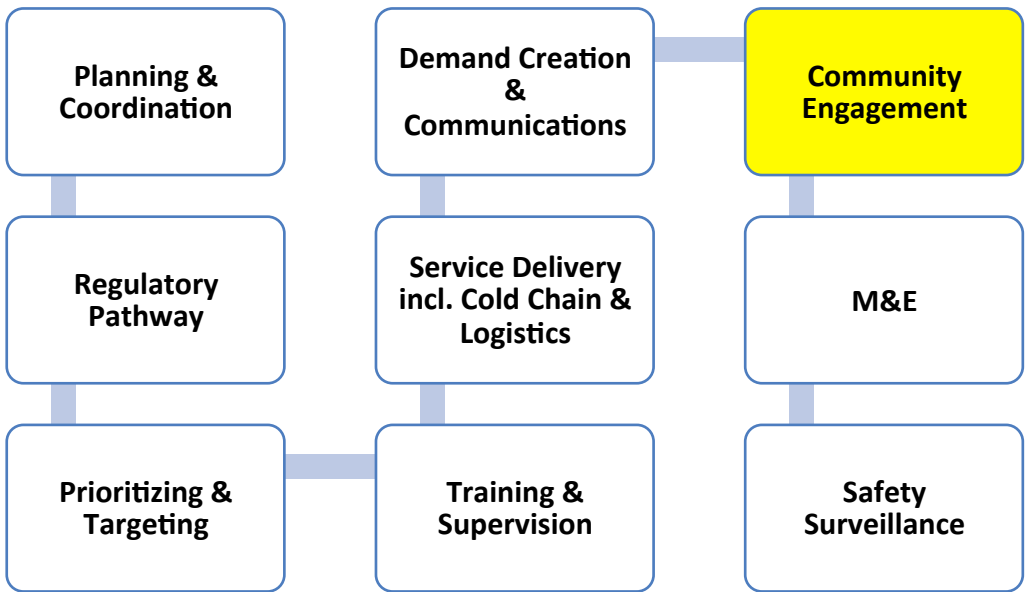 Planning &
Coordination
Regulatory
Pathway
Prioritizing &
Targeting
Training &
Supervision
Service Delivery
incl. Cold Chain &
Logistics
Demand Creation
&
Communications
Community
Engagement
M&E
Safety
Surveillance